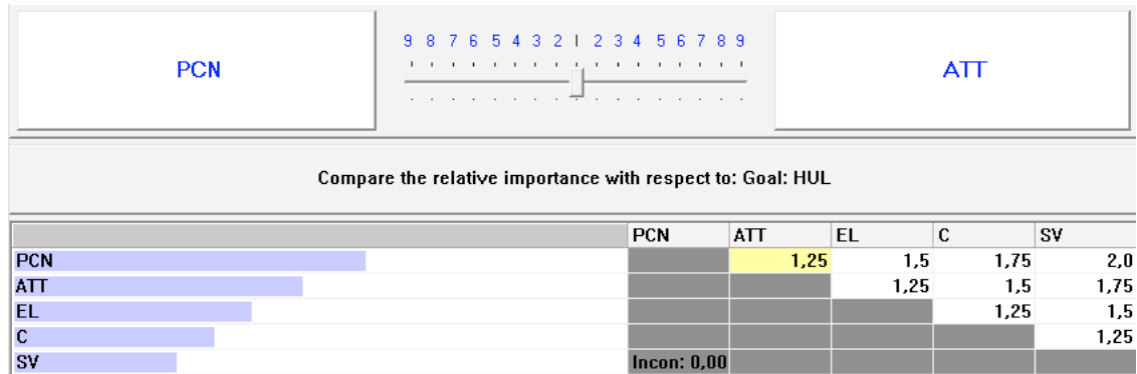 9 8 7 6 5 4 3 2 1 2 3 4 5 6 7 8 9
PCN ATT
Compare the relative importance with respect to: Goal: HUL
PCN ATT EL C SV
PCN 1,25 1,5 1,75 2,0
ATT 1,25 1,5 1,75
EL 1,25 1,5
C 1,25
SV Incon: 0,00